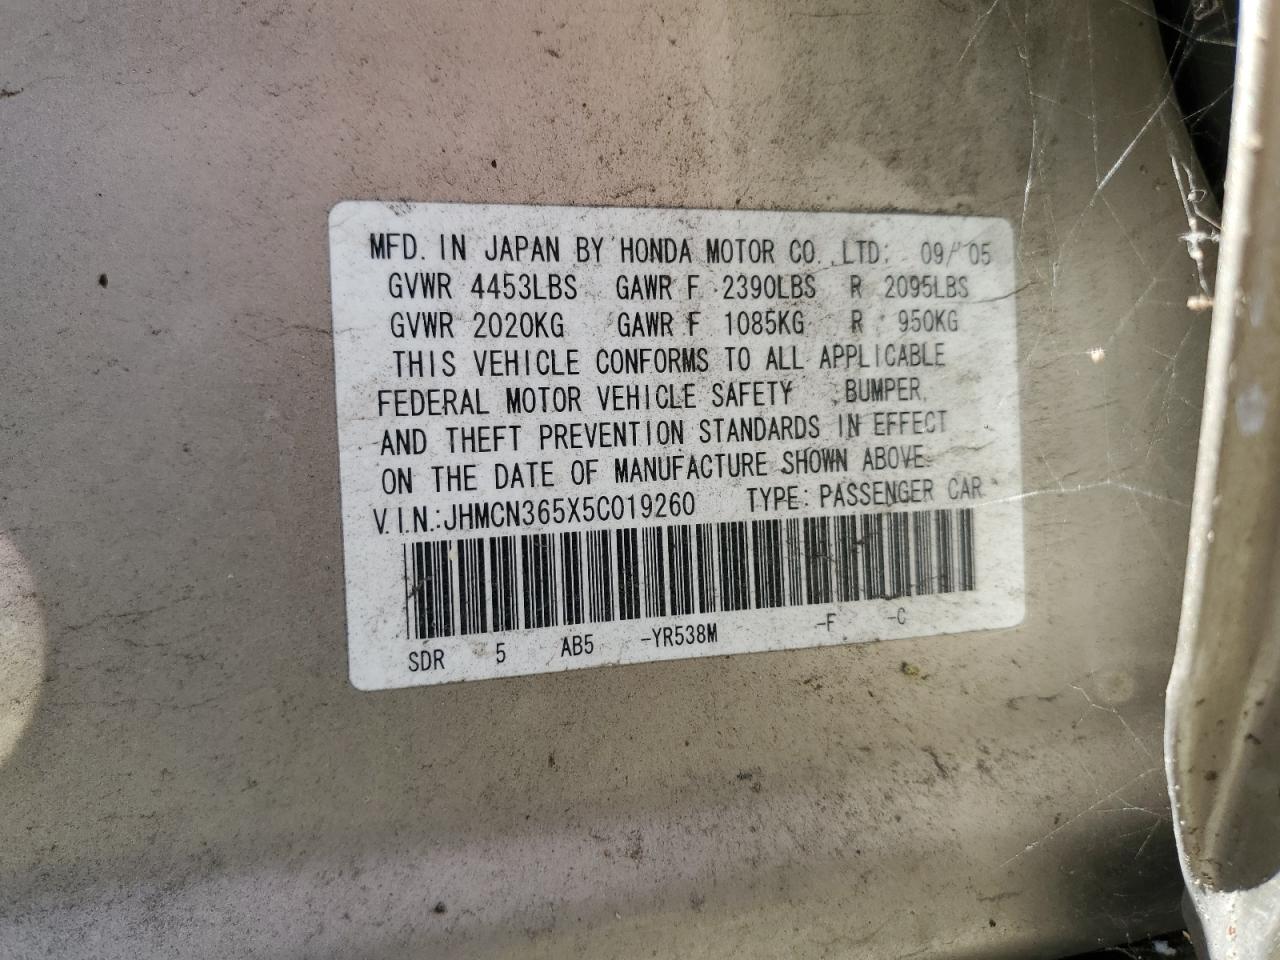 MFD. IN JAPAN BY HONDA MOTOR CO. LTD. 09/'05
GVWR 4453LBS GAWR F 2390LBS R 2095LBS
GVWR 2020KG GAWR F 1085KG R 950KG
THIS VEHICLE CONFORMS TO ALL APPLICABLE
FEDERAL MOTOR VEHICLE SAFETY , BUMPER,
AND THEFT PREVENTION STANDARDS IN EFFECT
ON THE DATE OF MANUFACTURE SHOWN ABOVE.
V.I.N.:JHMCN365X5C019260 TYPE: PASSENGER CAR
SDR 5 AB5 -YR538M -F -C